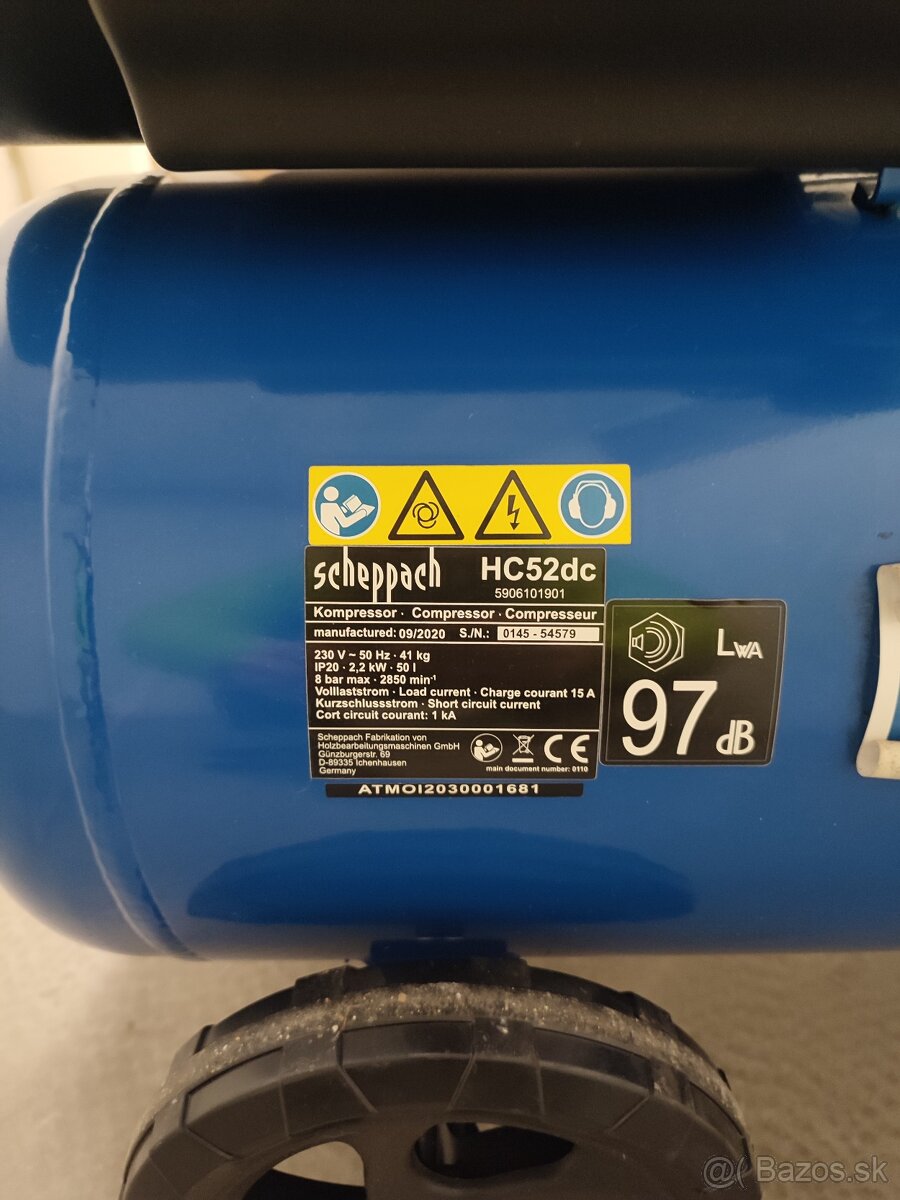 scheppach HC52dc
5906101901
Kompressor · Compressor · Compresseur
manufactured: 09/2020 S./N.: 0145 - 54579
230 V ~ 50 Hz · 41 kg
IP20 · 2,2 kW · 50 l
8 bar max · 2850 min⁻¹
Volllaststrom · Load current · Charge courant 15 A
Kurzschlussstrom · Short circuit current
Cort circuit courant: 1 kA
Scheppach Fabrikation von
Holzbearbeitungsmaschinen GmbH
Günzburgerstr. 69
D-89335 Ichenhausen
Germany
CE
main document number: 0110
ATMOI2030001681
LWA
97 dB
@Bazos.sk